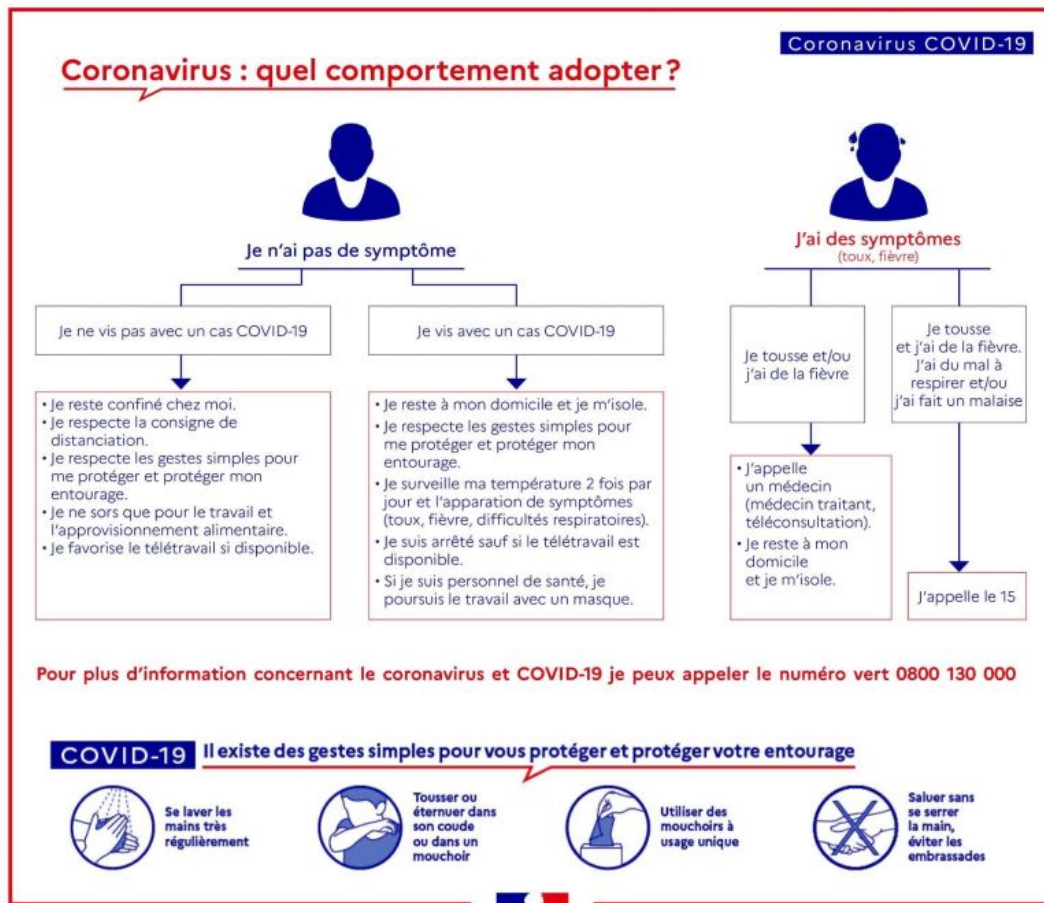 Coronavirus COVID-19
Coronavirus : quel comportement adopter ?
Je n'ai pas de symptôme
J'ai des symptômes
(toux, fièvre)
Je ne vis pas avec un cas COVID-19
Je vis avec un cas COVID-19
Je tousse et/ou
j'ai de la fièvre
Je tousse
et j'ai de la fièvre.
J'ai du mal à
respirer et/ou
j'ai fait un malaise
• Je reste confiné chez moi.
• Je respecte la consigne de
distanciation.
• Je respecte les gestes simples pour
me protéger et protéger mon
entourage.
• Je ne sors que pour le travail et
l'approvisionnement alimentaire.
• Je favorise le télétravail si disponible.
• Je reste à mon domicile et je m'isole.
• Je respecte les gestes simples pour
me protéger et protéger mon
entourage.
• Je surveille ma température 2 fois par
jour et l'apparation de symptômes
(toux, fièvre, difficultés respiratoires).
• Je suis arrêté sauf si le télétravail est
disponible.
• Si je suis personnel de santé, je
poursuis le travail avec un masque.
• J'appelle
un médecin
(médecin traitant,
téléconsultation).
• Je reste à mon
domicile
et je m'isole.
J'appelle le 15
Pour plus d'information concernant le coronavirus et COVID-19 je peux appeler le numéro vert 0800 130 000
COVID-19 Il existe des gestes simples pour vous protéger et protéger votre entourage
Se laver les
mains très
régulièrement
Tousser ou
éternuer dans
son coude
ou dans un
mouchoir
Utiliser des
mouchoirs à
usage unique
Saluer sans
se serrer
la main,
éviter les
embrassades